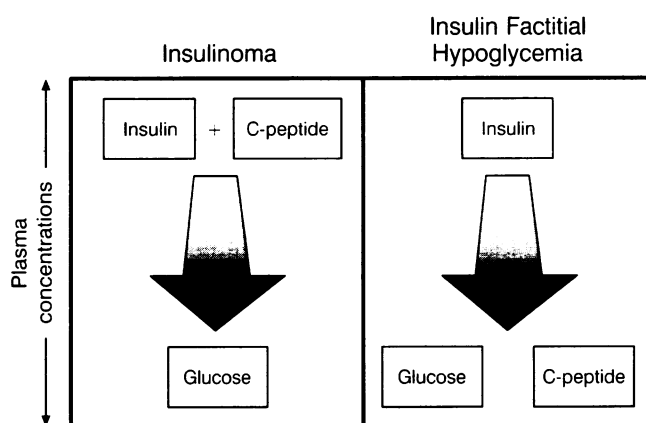 Insulinoma
Insulin Factitial
Hypoglycemia
Plasma
concentrations
Insulin + C-peptide
Insulin
Glucose
Glucose
C-peptide